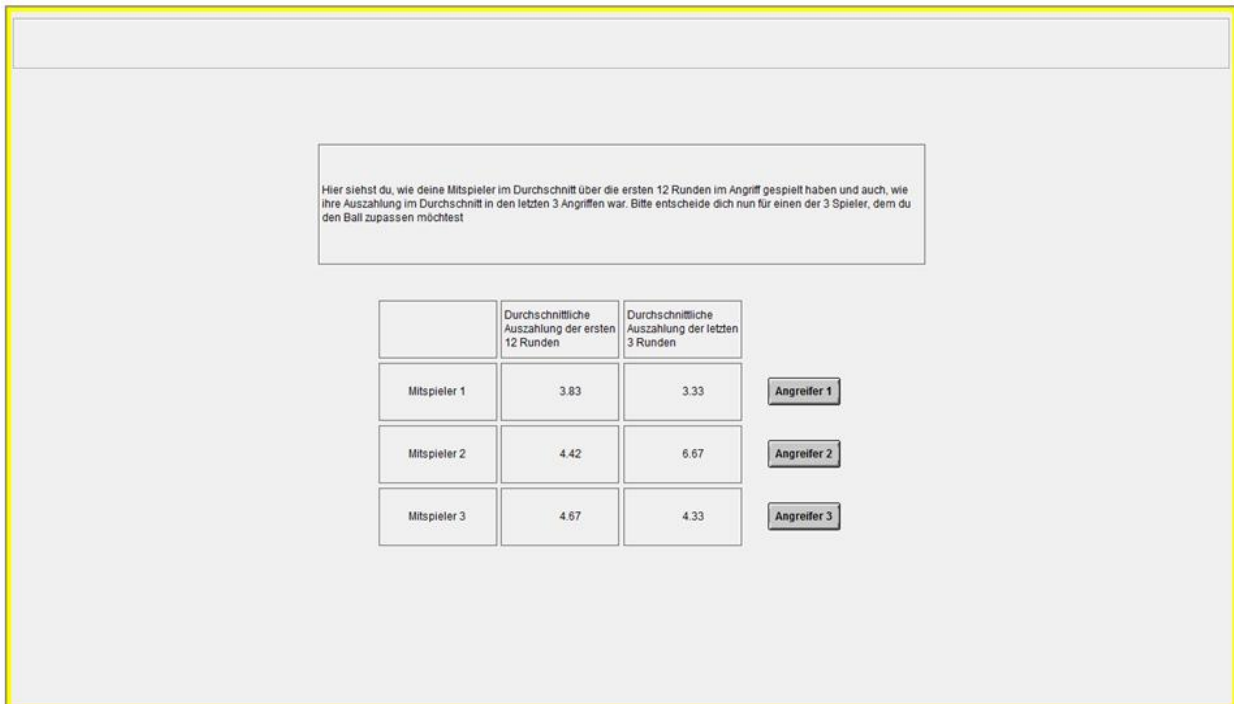 Hier siehst du, wie deine Mitspieler im Durchschnitt über die ersten 12 Runden im Angriff gespielt haben und auch, wie
ihre Auszahlung im Durchschnitt in den letzten 3 Angriffen war. Bitte entscheide dich nun für einen der 3 Spieler, dem du
den Ball zupassen möchtest
Durchschnittliche
Auszahlung der ersten
12 Runden
Durchschnittliche
Auszahlung der letzten
3 Runden
Mitspieler 1 3.83 3.33 Angreifer 1
Mitspieler 2 4.42 6.67 Angreifer 2
Mitspieler 3 4.67 4.33 Angreifer 3